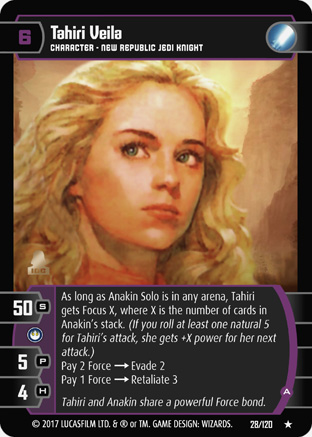 6
Tahiri Veila
CHARACTER - NEW REPUBLIC JEDI KNIGHT
50 S
5 P
4 H
As long as Anakin Solo is in any arena, Tahiri
gets Focus X, where X is the number of cards in
Anakin's stack. (If you roll at least one natural 5
for Tahiri's attack, she gets +X power for her next
attack.)
Pay 2 Force → Evade 2
Pay 1 Force → Retaliate 3
Tahiri and Anakin share a powerful Force bond.
A
© 2017 LUCASFILM LTD. & ® or TM. GAME DESIGN: WIZARDS.
28/120 ★